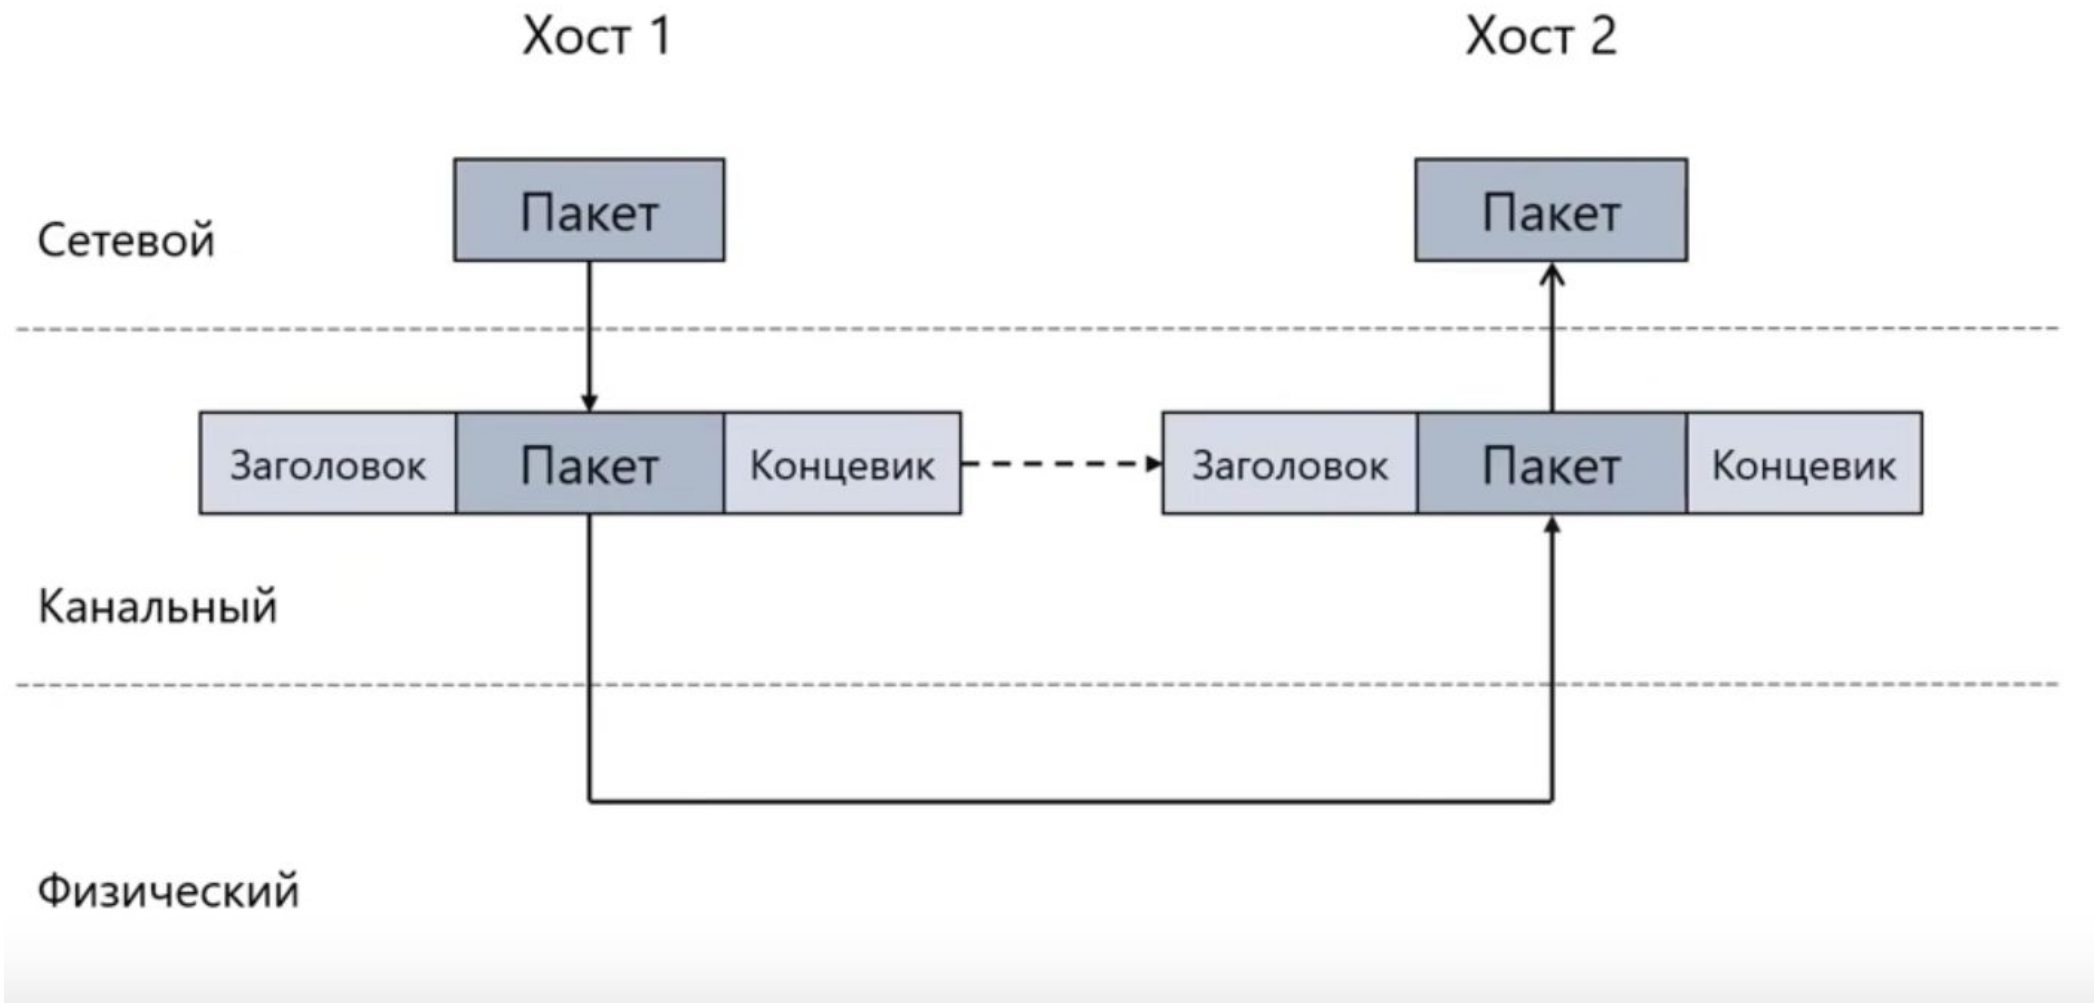 Хост 1
Хост 2
Сетевой
Пакет
Пакет
Заголовок
Пакет
Концевик
Заголовок
Пакет
Концевик
Канальный
Физический